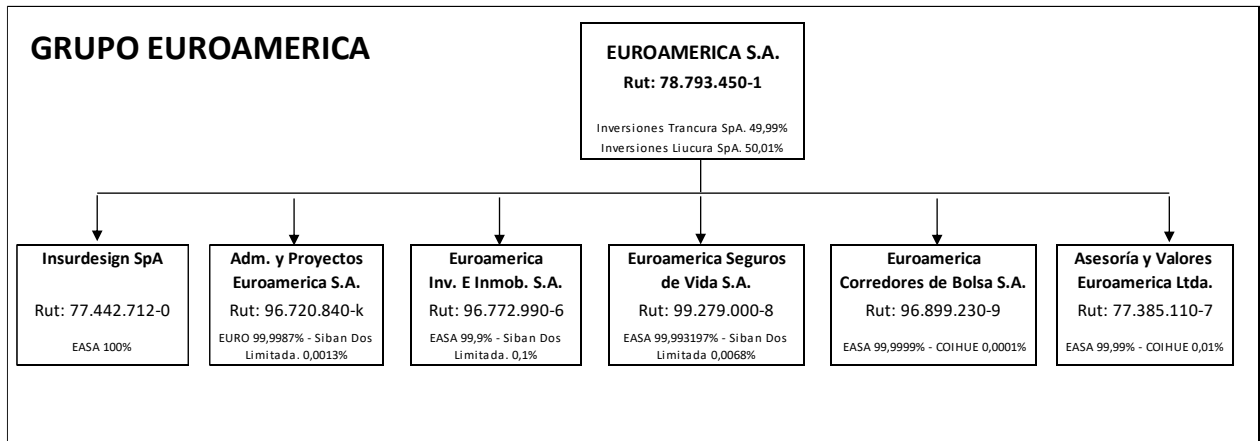 GRUPO EUROAMERICA
EUROAMERICA S.A.
Rut: 78.793.450-1
Inversiones Trancura SpA. 49,99%
Inversiones Liucura SpA. 50,01%
Insurdesign SpA
Rut: 77.442.712-0
EASA 100%
Adm. y Proyectos
Euroamerica S.A.
Rut: 96.720.840-k
EURO 99,9987% - Siban Dos
Limitada. 0,0013%
Euroamerica
Inv. E Inmob. S.A.
Rut: 96.772.990-6
EASA 99,9% - Siban Dos
Limitada. 0,1%
Euroamerica Seguros
de Vida S.A.
Rut: 99.279.000-8
EASA 99,993197% - Siban Dos
Limitada 0,0068%
Euroamerica
Corredores de Bolsa S.A.
Rut: 96.899.230-9
EASA 99,9999% - COIHUE 0,0001%
Asesoría y Valores
Euroamerica Ltda.
Rut: 77.385.110-7
EASA 99,99% - COIHUE 0,01%